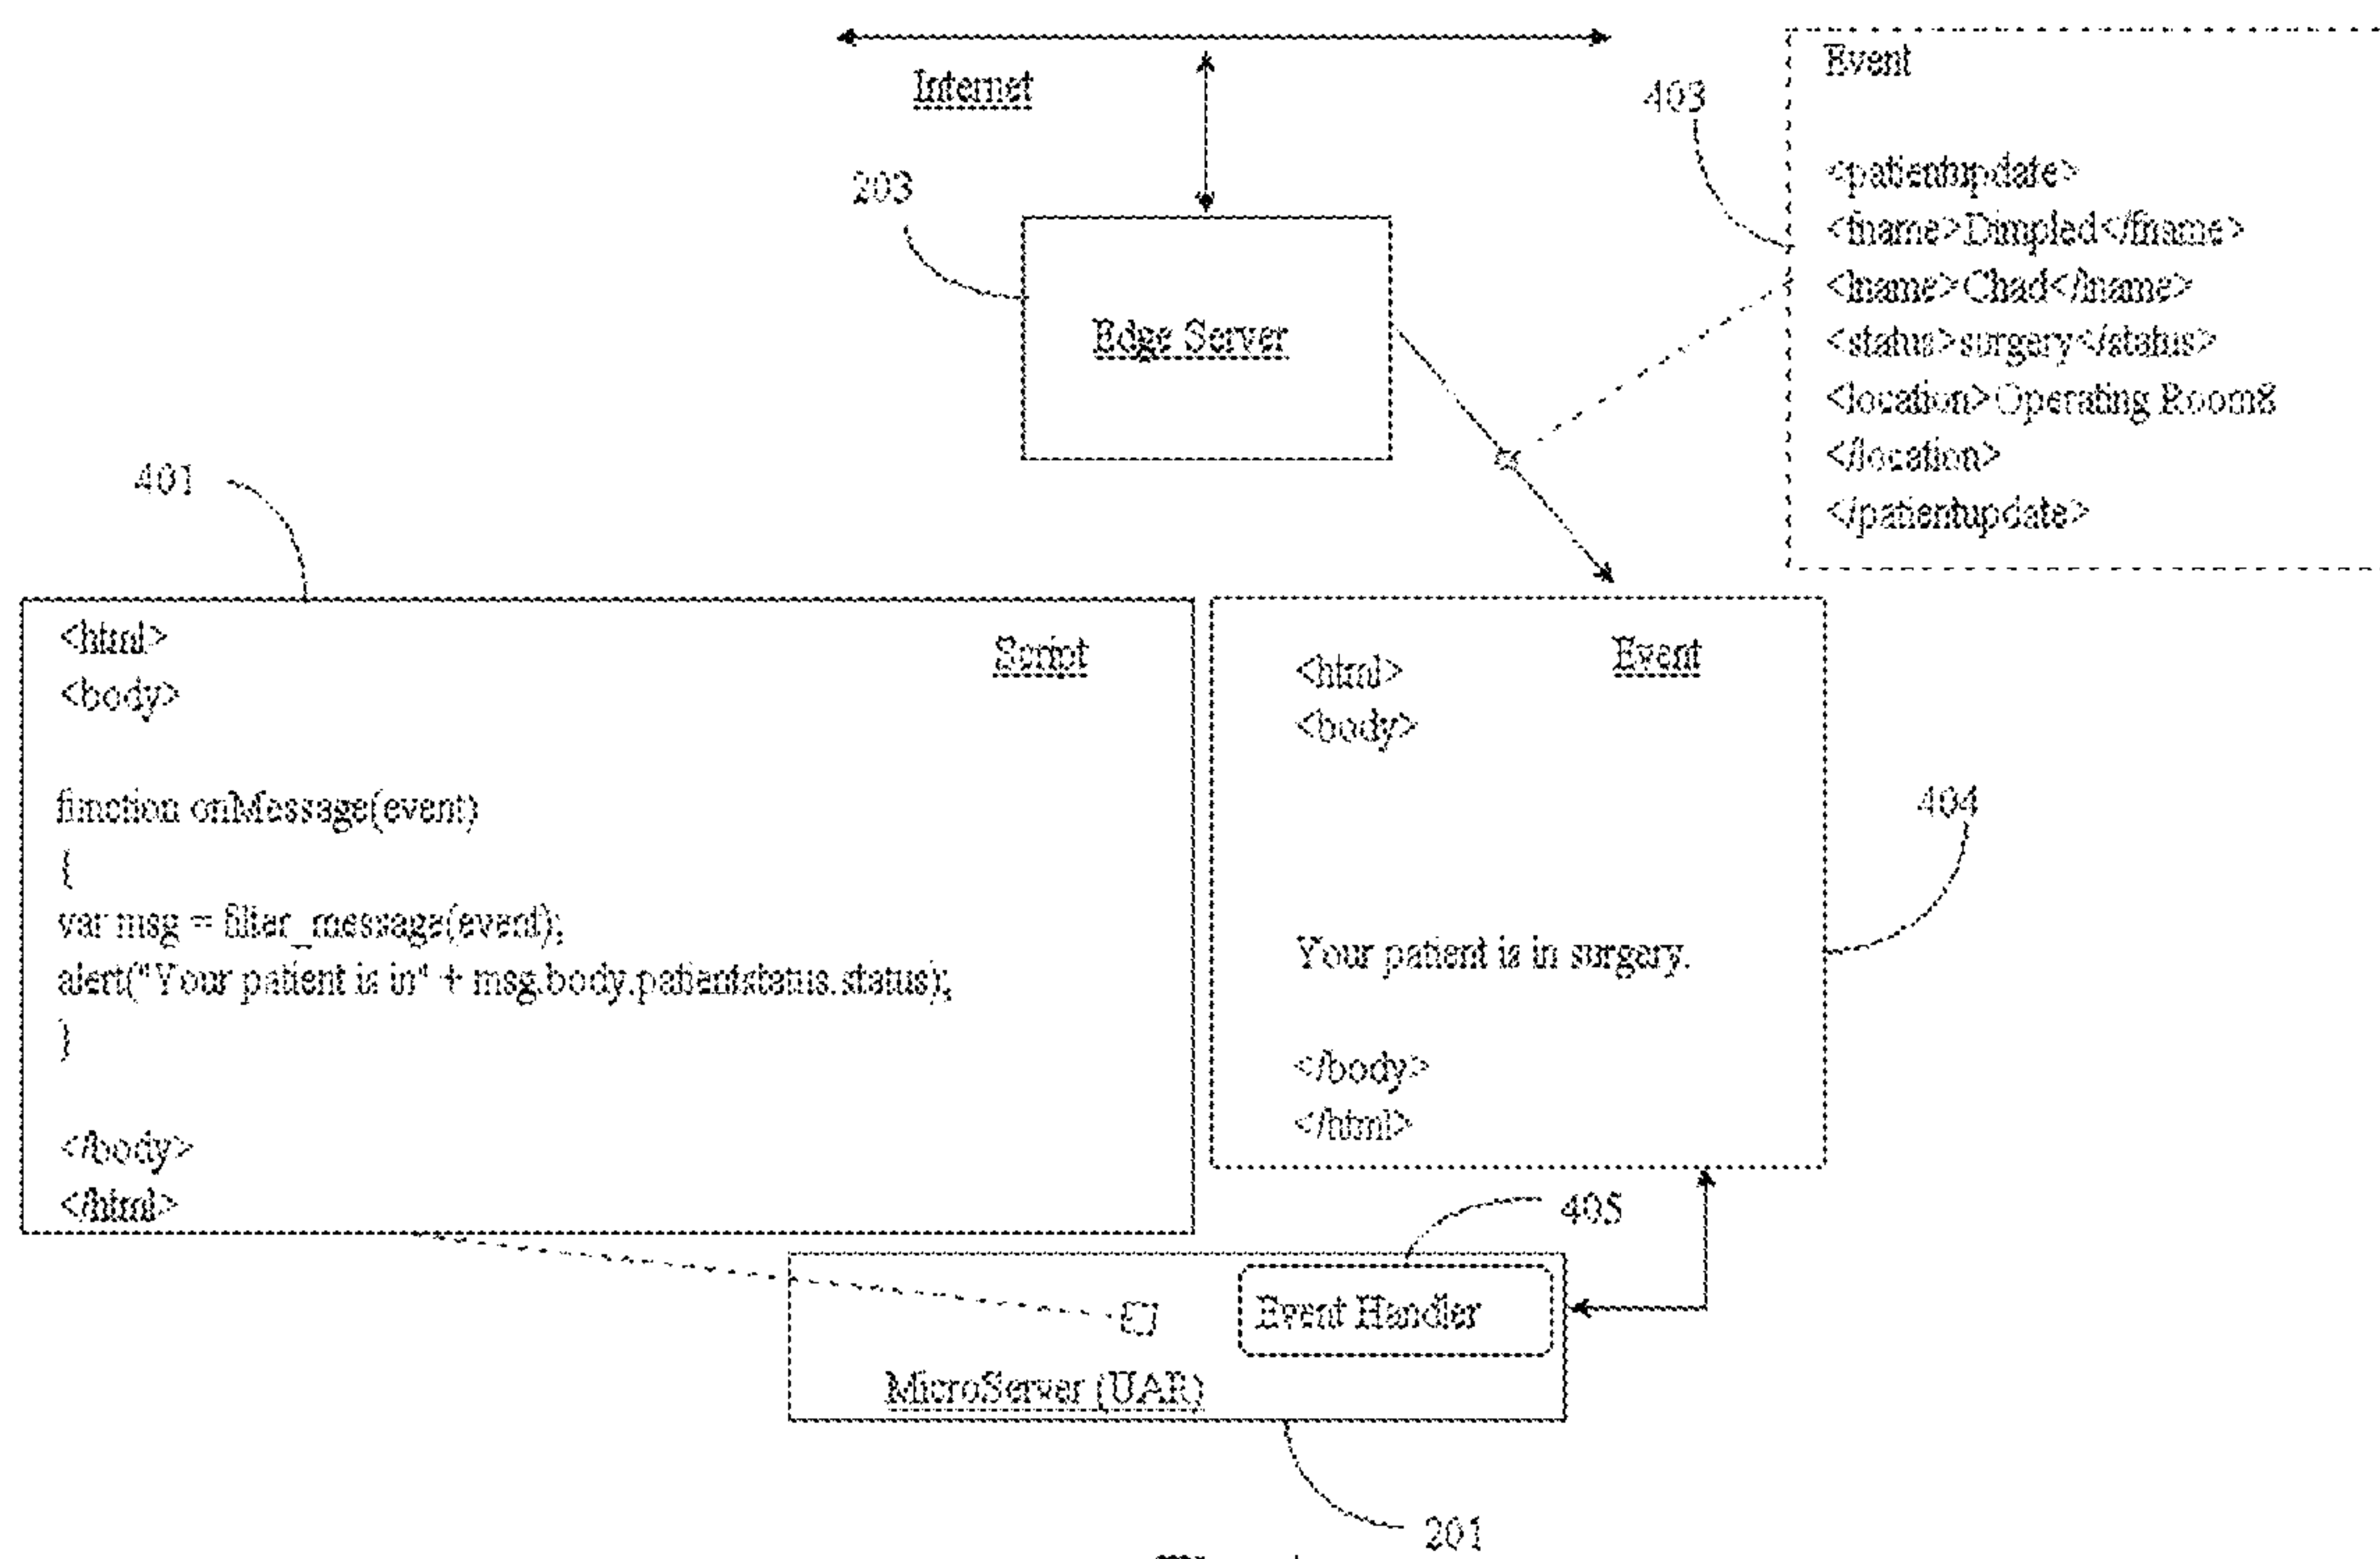 Internet
203
Edge Server
403
Event
<patientupdate>
<fname>Dimpled</fname>
<lname>Chad</lname>
<status>surgery</status>
<location>Operating Room8
</location>
</patientupdate>
401
<html>
Script
<body>
function onMessage(event)
{
var msg = filter_message(event);
alert("Your patient is in" + msg.body.patientstatus.status);
}
</body>
</html>
Event
<html>
<body>
Your patient is in surgery.
</body>
</html>
404
405
Event Handler
MicroServer (UAR)
201